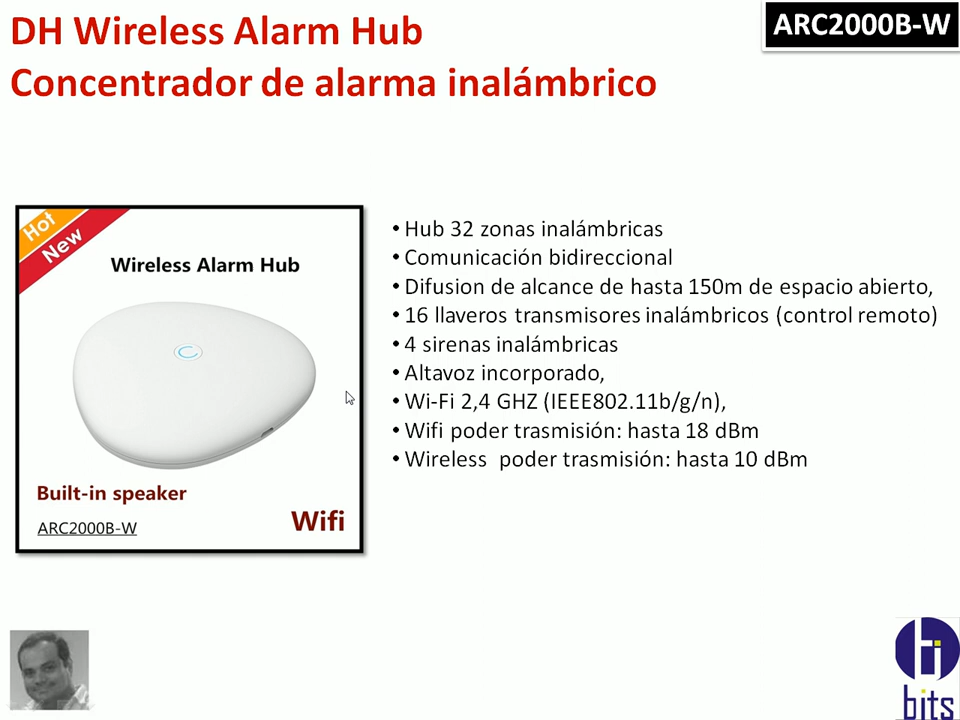 DH Wireless Alarm Hub
ARC2000B-W
Concentrador de alarma inalámbrico
Hot
New
Wireless Alarm Hub
Built-in speaker
ARC2000B-W
Wifi
• Hub 32 zonas inalámbricas
• Comunicación bidireccional
• Difusion de alcance de hasta 150m de espacio abierto,
• 16 llaveros transmisores inalámbricos (control remoto)
• 4 sirenas inalámbricas
• Altavoz incorporado,
• Wi-Fi 2,4 GHZ (IEEE802.11b/g/n),
• Wifi poder trasmisión: hasta 18 dBm
• Wireless  poder trasmisión: hasta 10 dBm
hi
bits